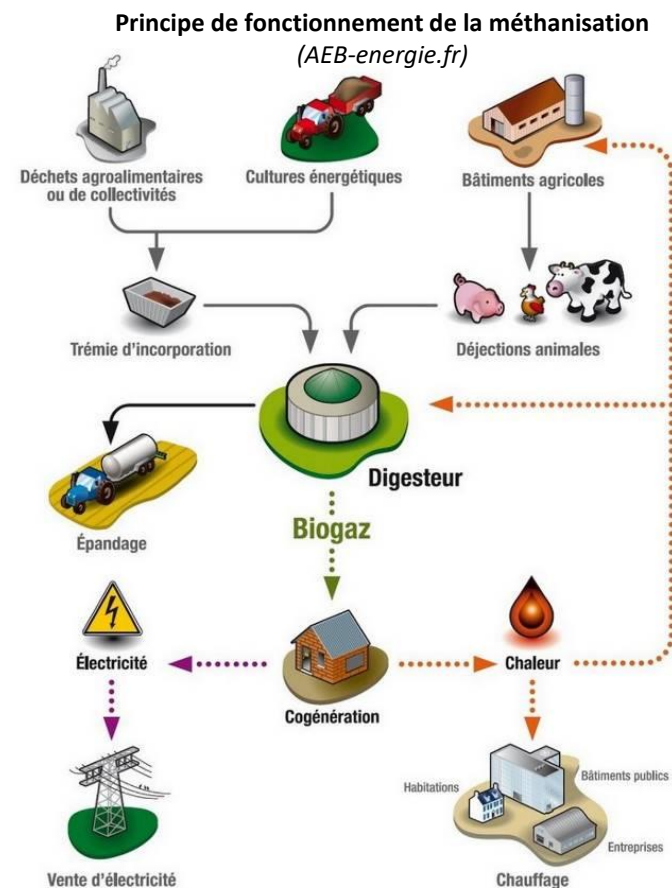 Principe de fonctionnement de la méthanisation
(AEB-energie.fr)
Déchets agroalimentaires
ou de collectivités
Cultures énergétiques
Bâtiments agricoles
Trémie d'incorporation
Déjections animales
Digesteur
Épandage
Biogaz
Électricité
Cogénération
Chaleur
Habitations
Bâtiments publics
Entreprises
Vente d'électricité
Chauffage